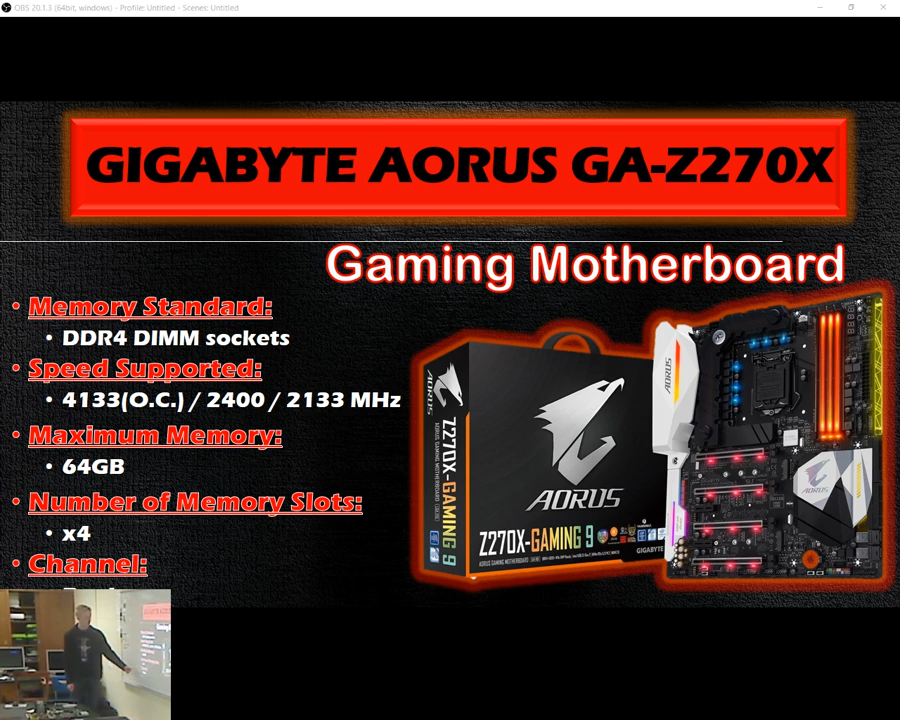 OBS 20.1.3 (64bit, windows) - Profile: Untitled - Scenes: Untitled
GIGABYTE AORUS GA-Z270X
Gaming Motherboard
• Memory Standard:
• DDR4 DIMM sockets
• Speed Supported:
• 4133(O.C.) / 2400 / 2133 MHz
• Maximum Memory:
• 64GB
• Number of Memory Slots:
• x4
• Channel:
AORUS
Z270X-GAMING 9
AORUS
Z270X-GAMING 9
GIGABYTE
AORUS
AORUS